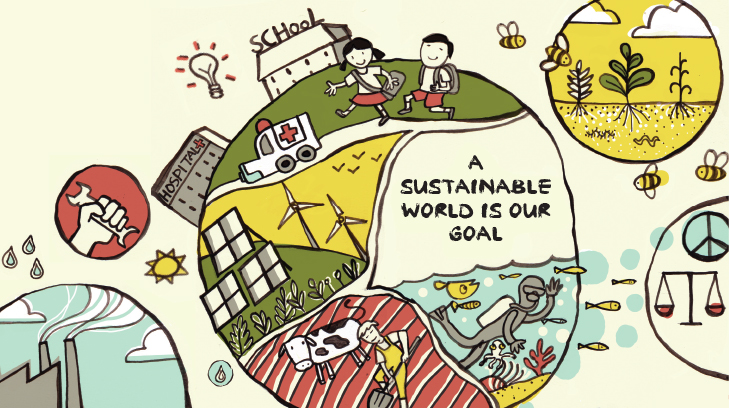 SCHOOL
HOSPITAL
A
SUSTAINABLE
WORLD IS OUR
GOAL